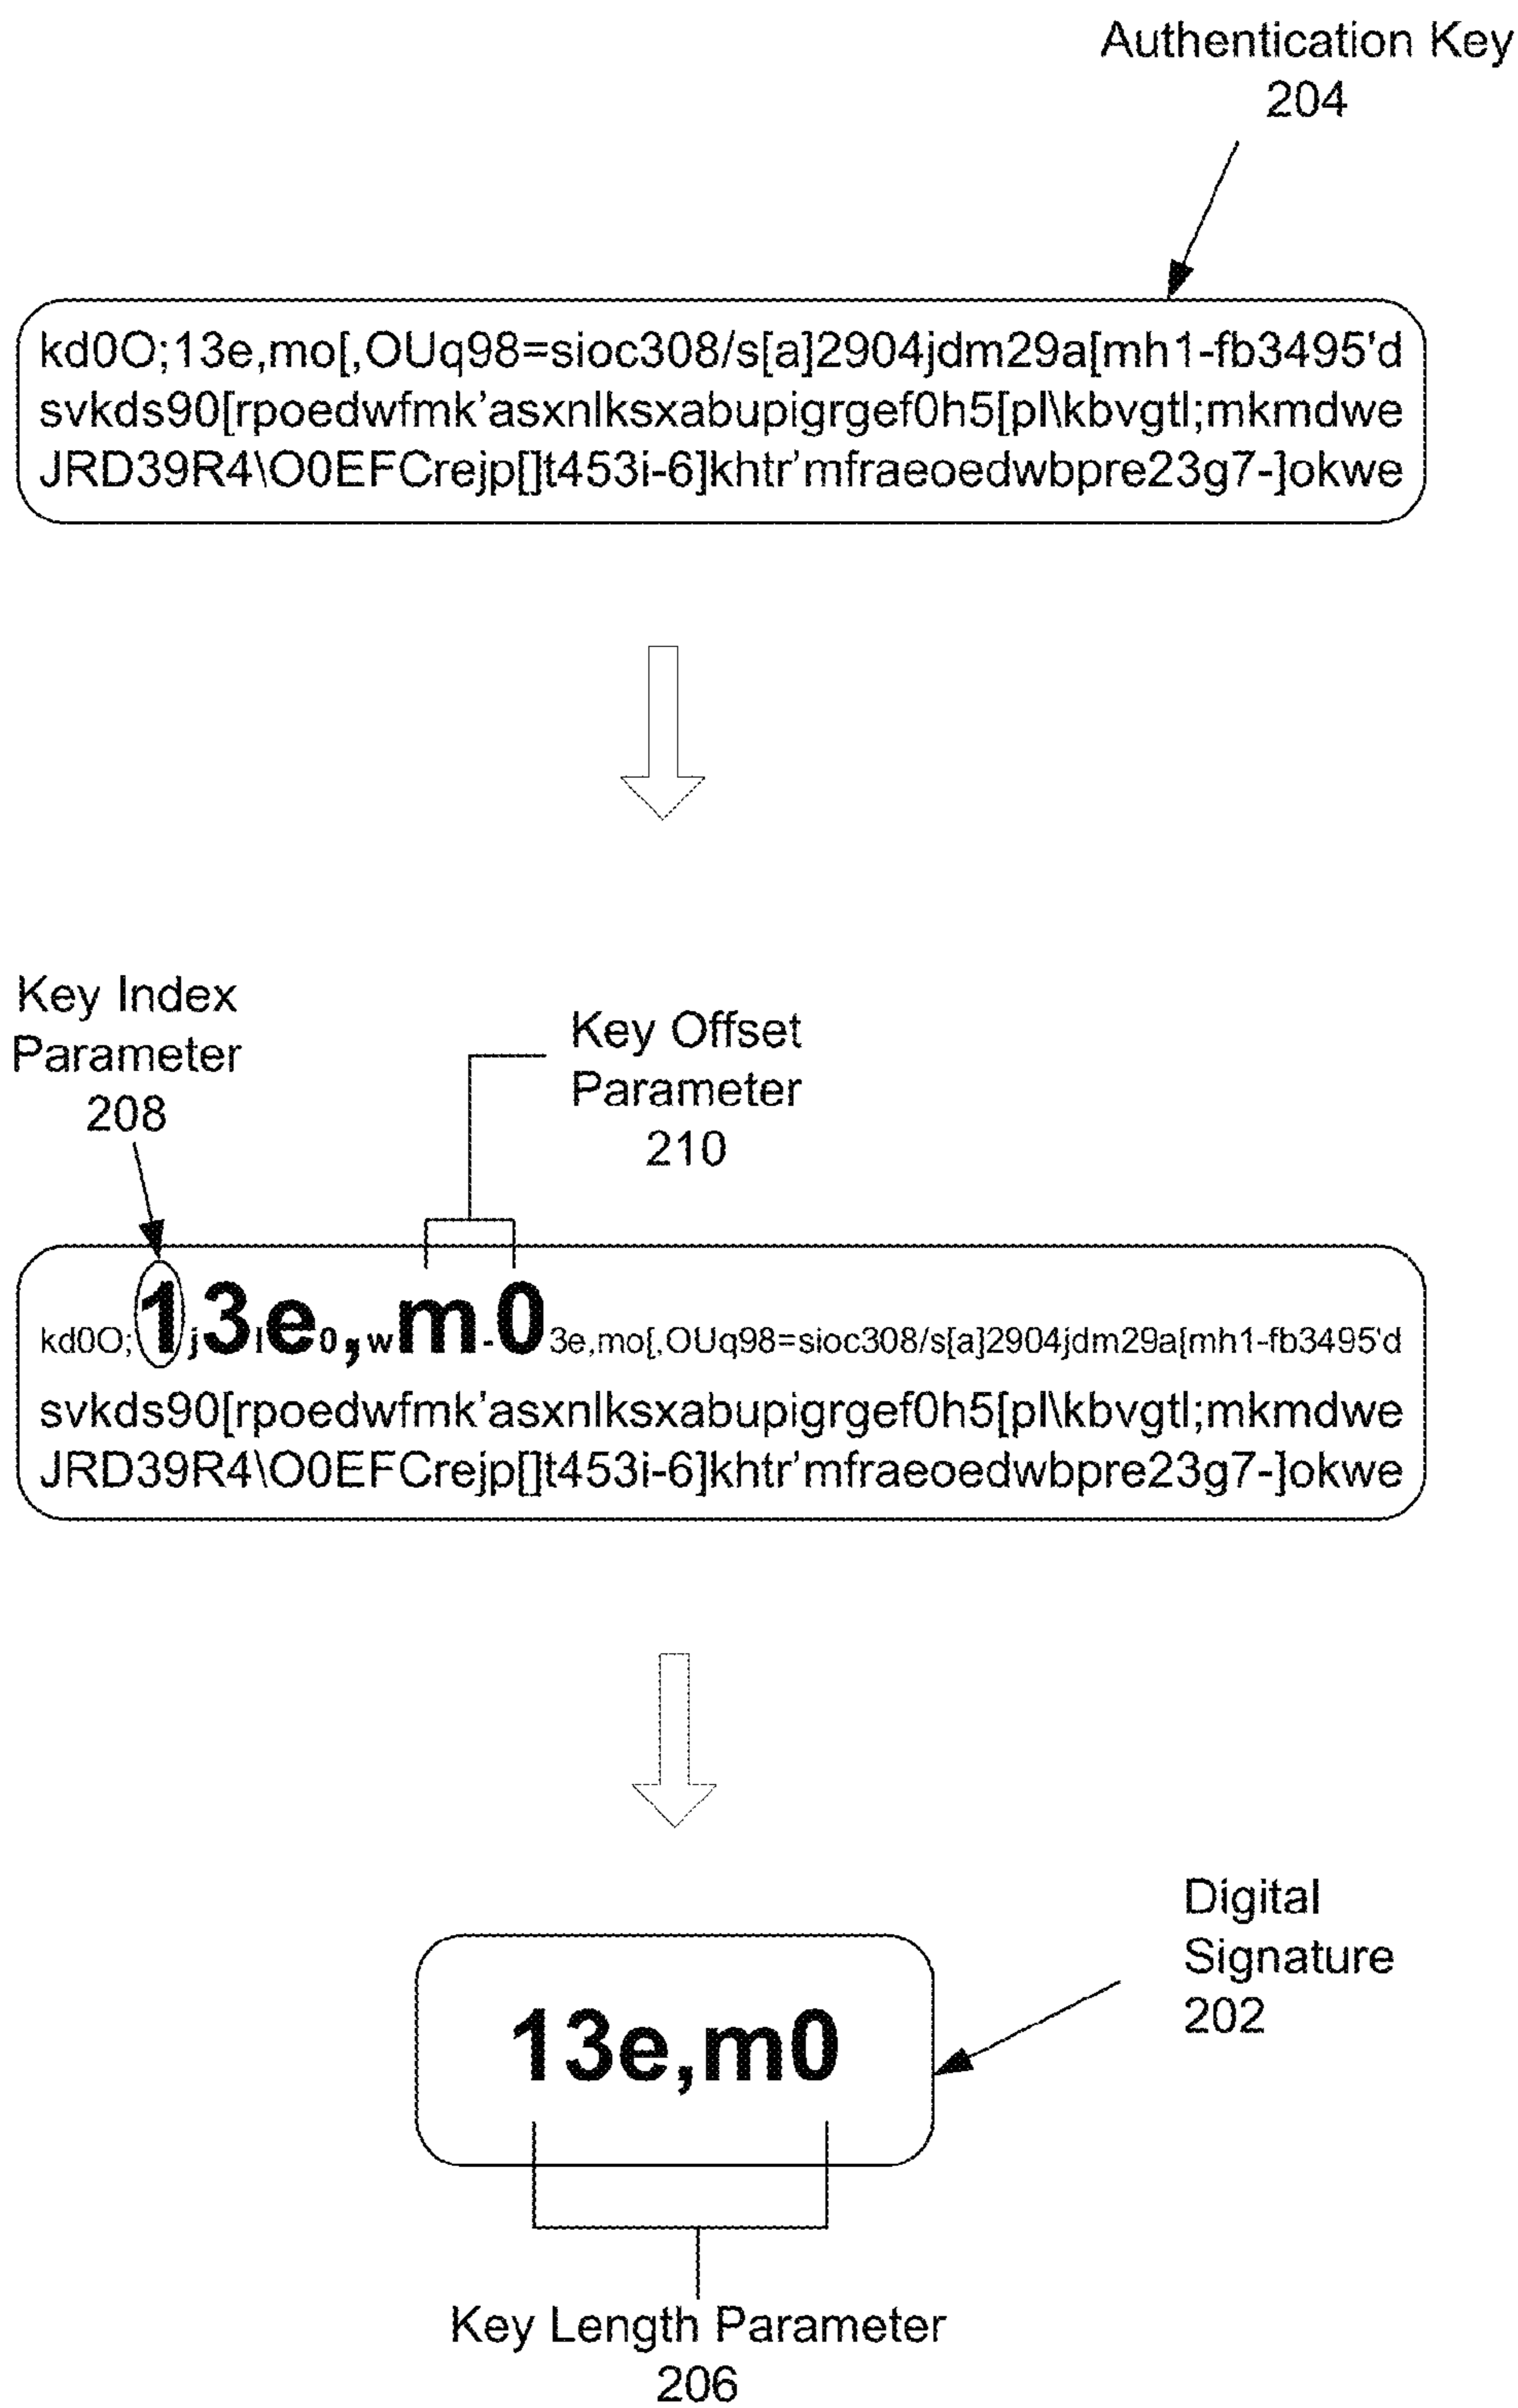 Authentication Key
204
kd0O;13e,mo[,OUq98=sioc308/s[a]2904jdm29a[mh1-fb3495'd
svkds90[rpoedwfmk’asxnlksxabupigrgef0h5[pl\kbvgtl;mkmdwe
JRD39R4\O0EFCrejp[]t453i-6]khtr’mfraeoedwbpre23g7-]okwe
Key Index
Parameter
208
Key Offset
Parameter
210
kd0O;1j3le0,wm-03e,mo[,OUq98=sioc308/s[a]2904jdm29a[mh1-fb3495'd
svkds90[rpoedwfmk’asxnlksxabupigrgef0h5[pl\kbvgtl;mkmdwe
JRD39R4\O0EFCrejp[]t453i-6]khtr’mfraeoedwbpre23g7-]okwe
Digital
Signature
202
13e,m0
Key Length Parameter
206